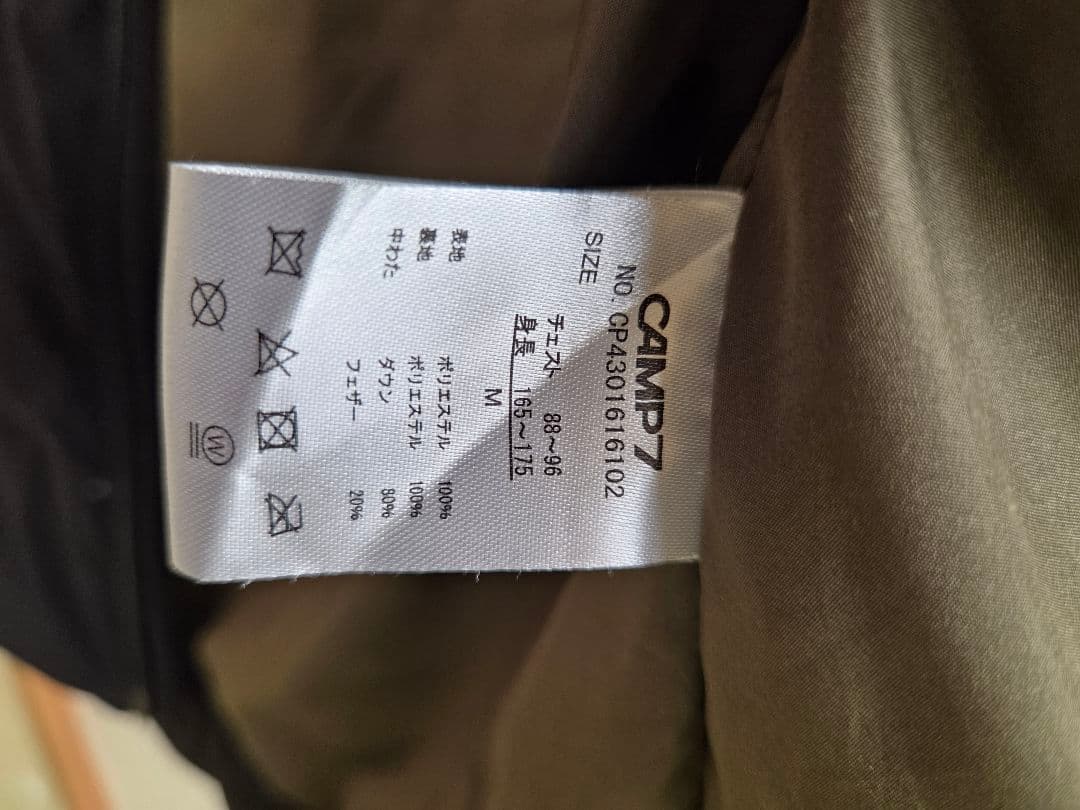 CAMP7
NO. CP4301616102
SIZE
チェスト 88~96
身長 165~175
M
表地 ポリエステル 100%
裏地 ポリエステル 100%
中わた ダウン 80%
フェザー 20%
W